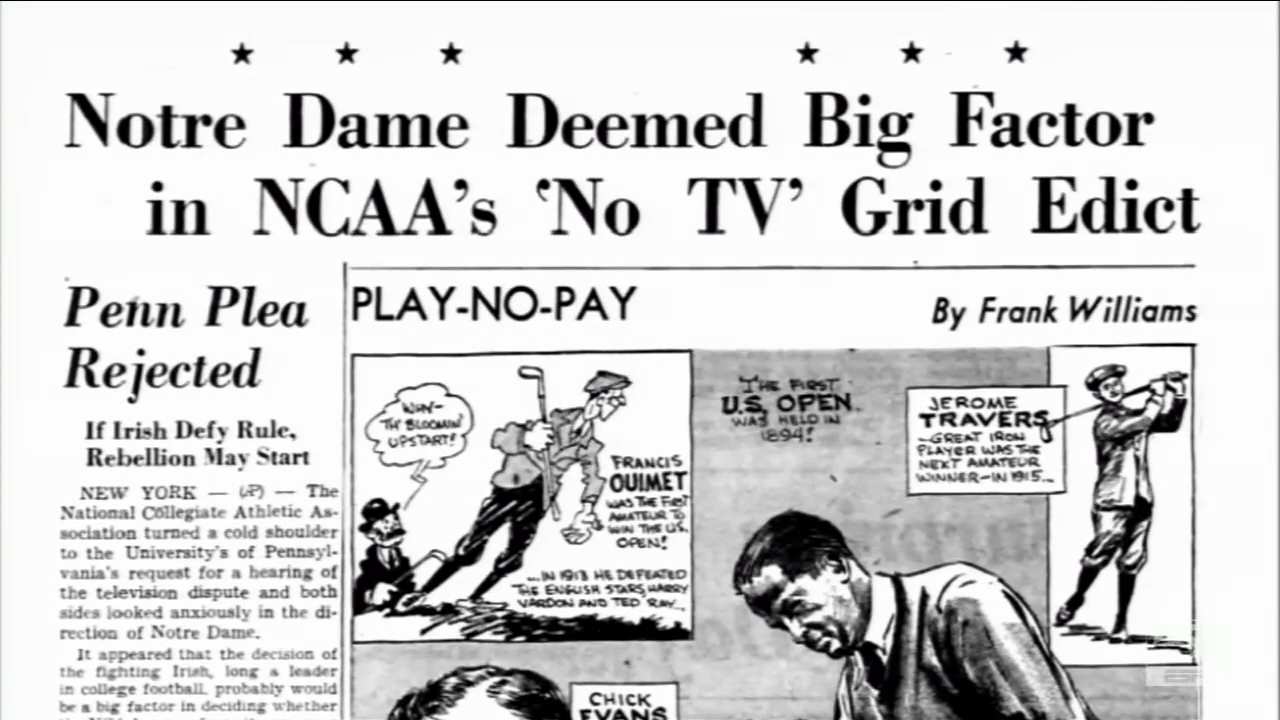 Notre Dame Deemed Big Factor
in NCAA's 'No TV' Grid Edict
Penn Plea
Rejected
If Irish Defy Rule,
Rebellion May Start
NEW YORK — (AP) — The
National Collegiate Athletic As-
sociation turned a cold shoulder
to the University's of Pennsyl-
vania's request for a hearing of
the television dispute and both
sides looked anxiously in the di-
rection of Notre Dame.
It appeared that the decision of
the fighting Irish, long a leader
in college football, probably would
be a big factor in deciding whether
PLAY-NO-PAY
By Frank Williams
WHY-
TH' BLOOMIN'
UPSTART!
FRANCIS
OUIMET
WAS THE FIRST
AMATEUR TO
WIN THE U.S.
OPEN!
...IN 1913 HE DEFEATED
THE ENGLISH STARS, HARRY
VARDON AND TED RAY...
THE FIRST
U.S. OPEN
WAS HELD IN
1894!
JEROME
TRAVERS
-GREAT IRON
PLAYER WAS THE
NEXT AMATEUR
WINNER-IN 1915...
CHICK
EVANS